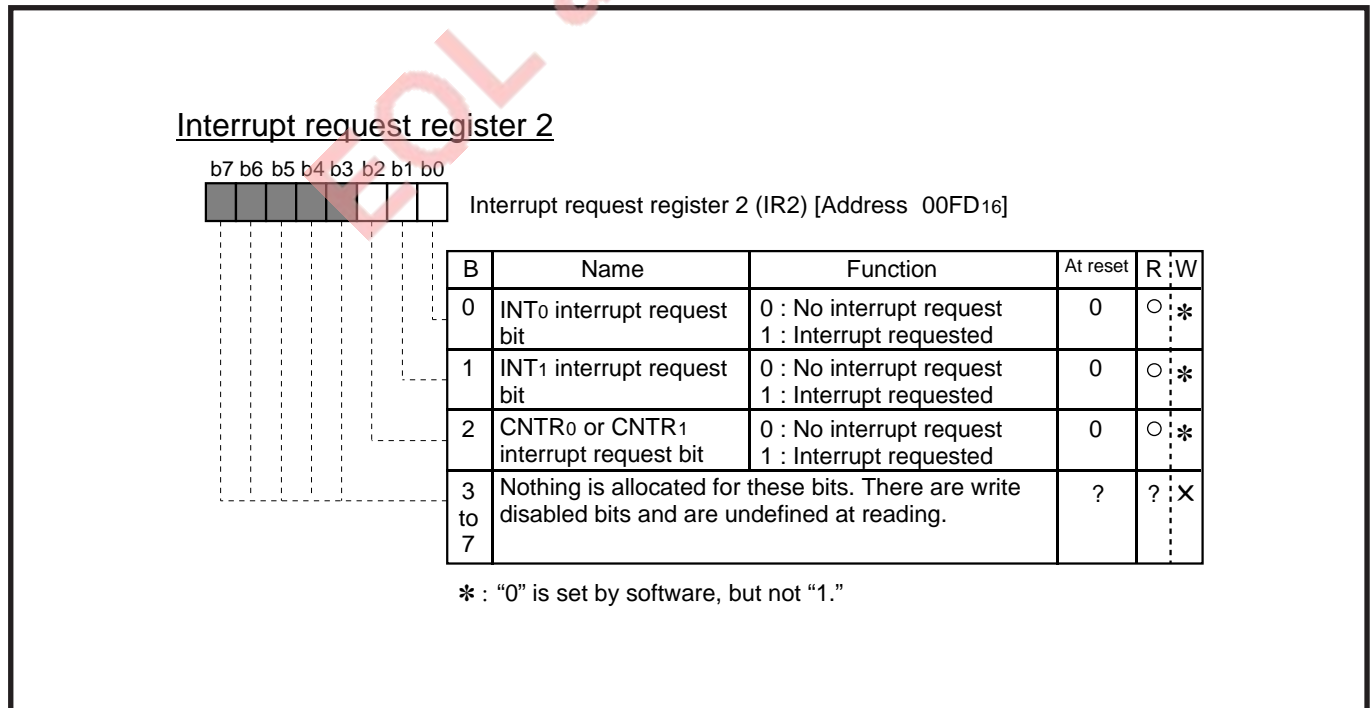 EOL a
Interrupt request register 2
b7 b6 b5 b4 b3 b2 b1 b0
Interrupt request register 2 (IR2) [Address 00FD16]
B Name Function At reset R W
0 INT0 interrupt request bit 0 : No interrupt request 1 : Interrupt requested 0 ○ ✻
1 INT1 interrupt request bit 0 : No interrupt request 1 : Interrupt requested 0 ○ ✻
2 CNTR0 or CNTR1 interrupt request bit 0 : No interrupt request 1 : Interrupt requested 0 ○ ✻
3 to 7 Nothing is allocated for these bits. There are write disabled bits and are undefined at reading. ? ? ×
✻ : “0” is set by software, but not “1.”